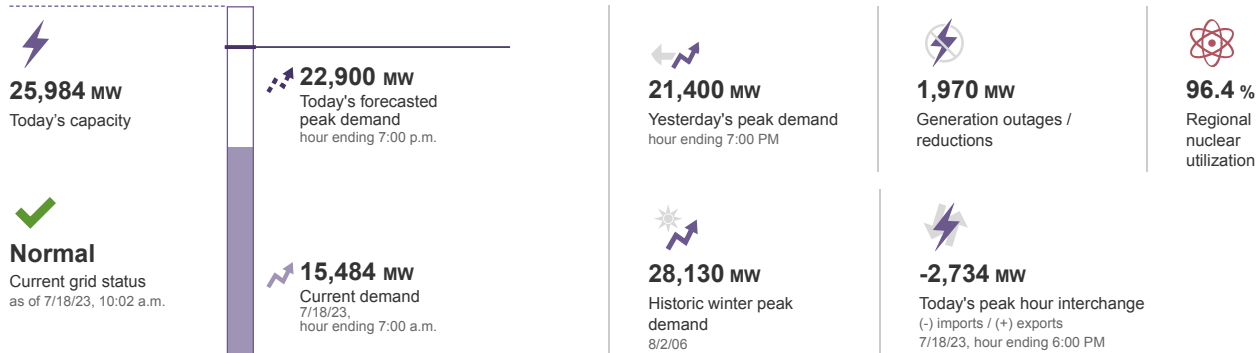 25,984 MW
Today's capacity
Normal
Current grid status
as of 7/18/23, 10:02 a.m.
22,900 MW
Today's forecasted
peak demand
hour ending 7:00 p.m.
15,484 MW
Current demand
7/18/23,
hour ending 7:00 a.m.
21,400 MW
Yesterday's peak demand
hour ending 7:00 PM
1,970 MW
Generation outages /
reductions
96.4 %
Regional
nuclear
utilization
28,130 MW
Historic winter peak
demand
8/2/06
-2,734 MW
Today's peak hour interchange
(-) imports / (+) exports
7/18/23, hour ending 6:00 PM